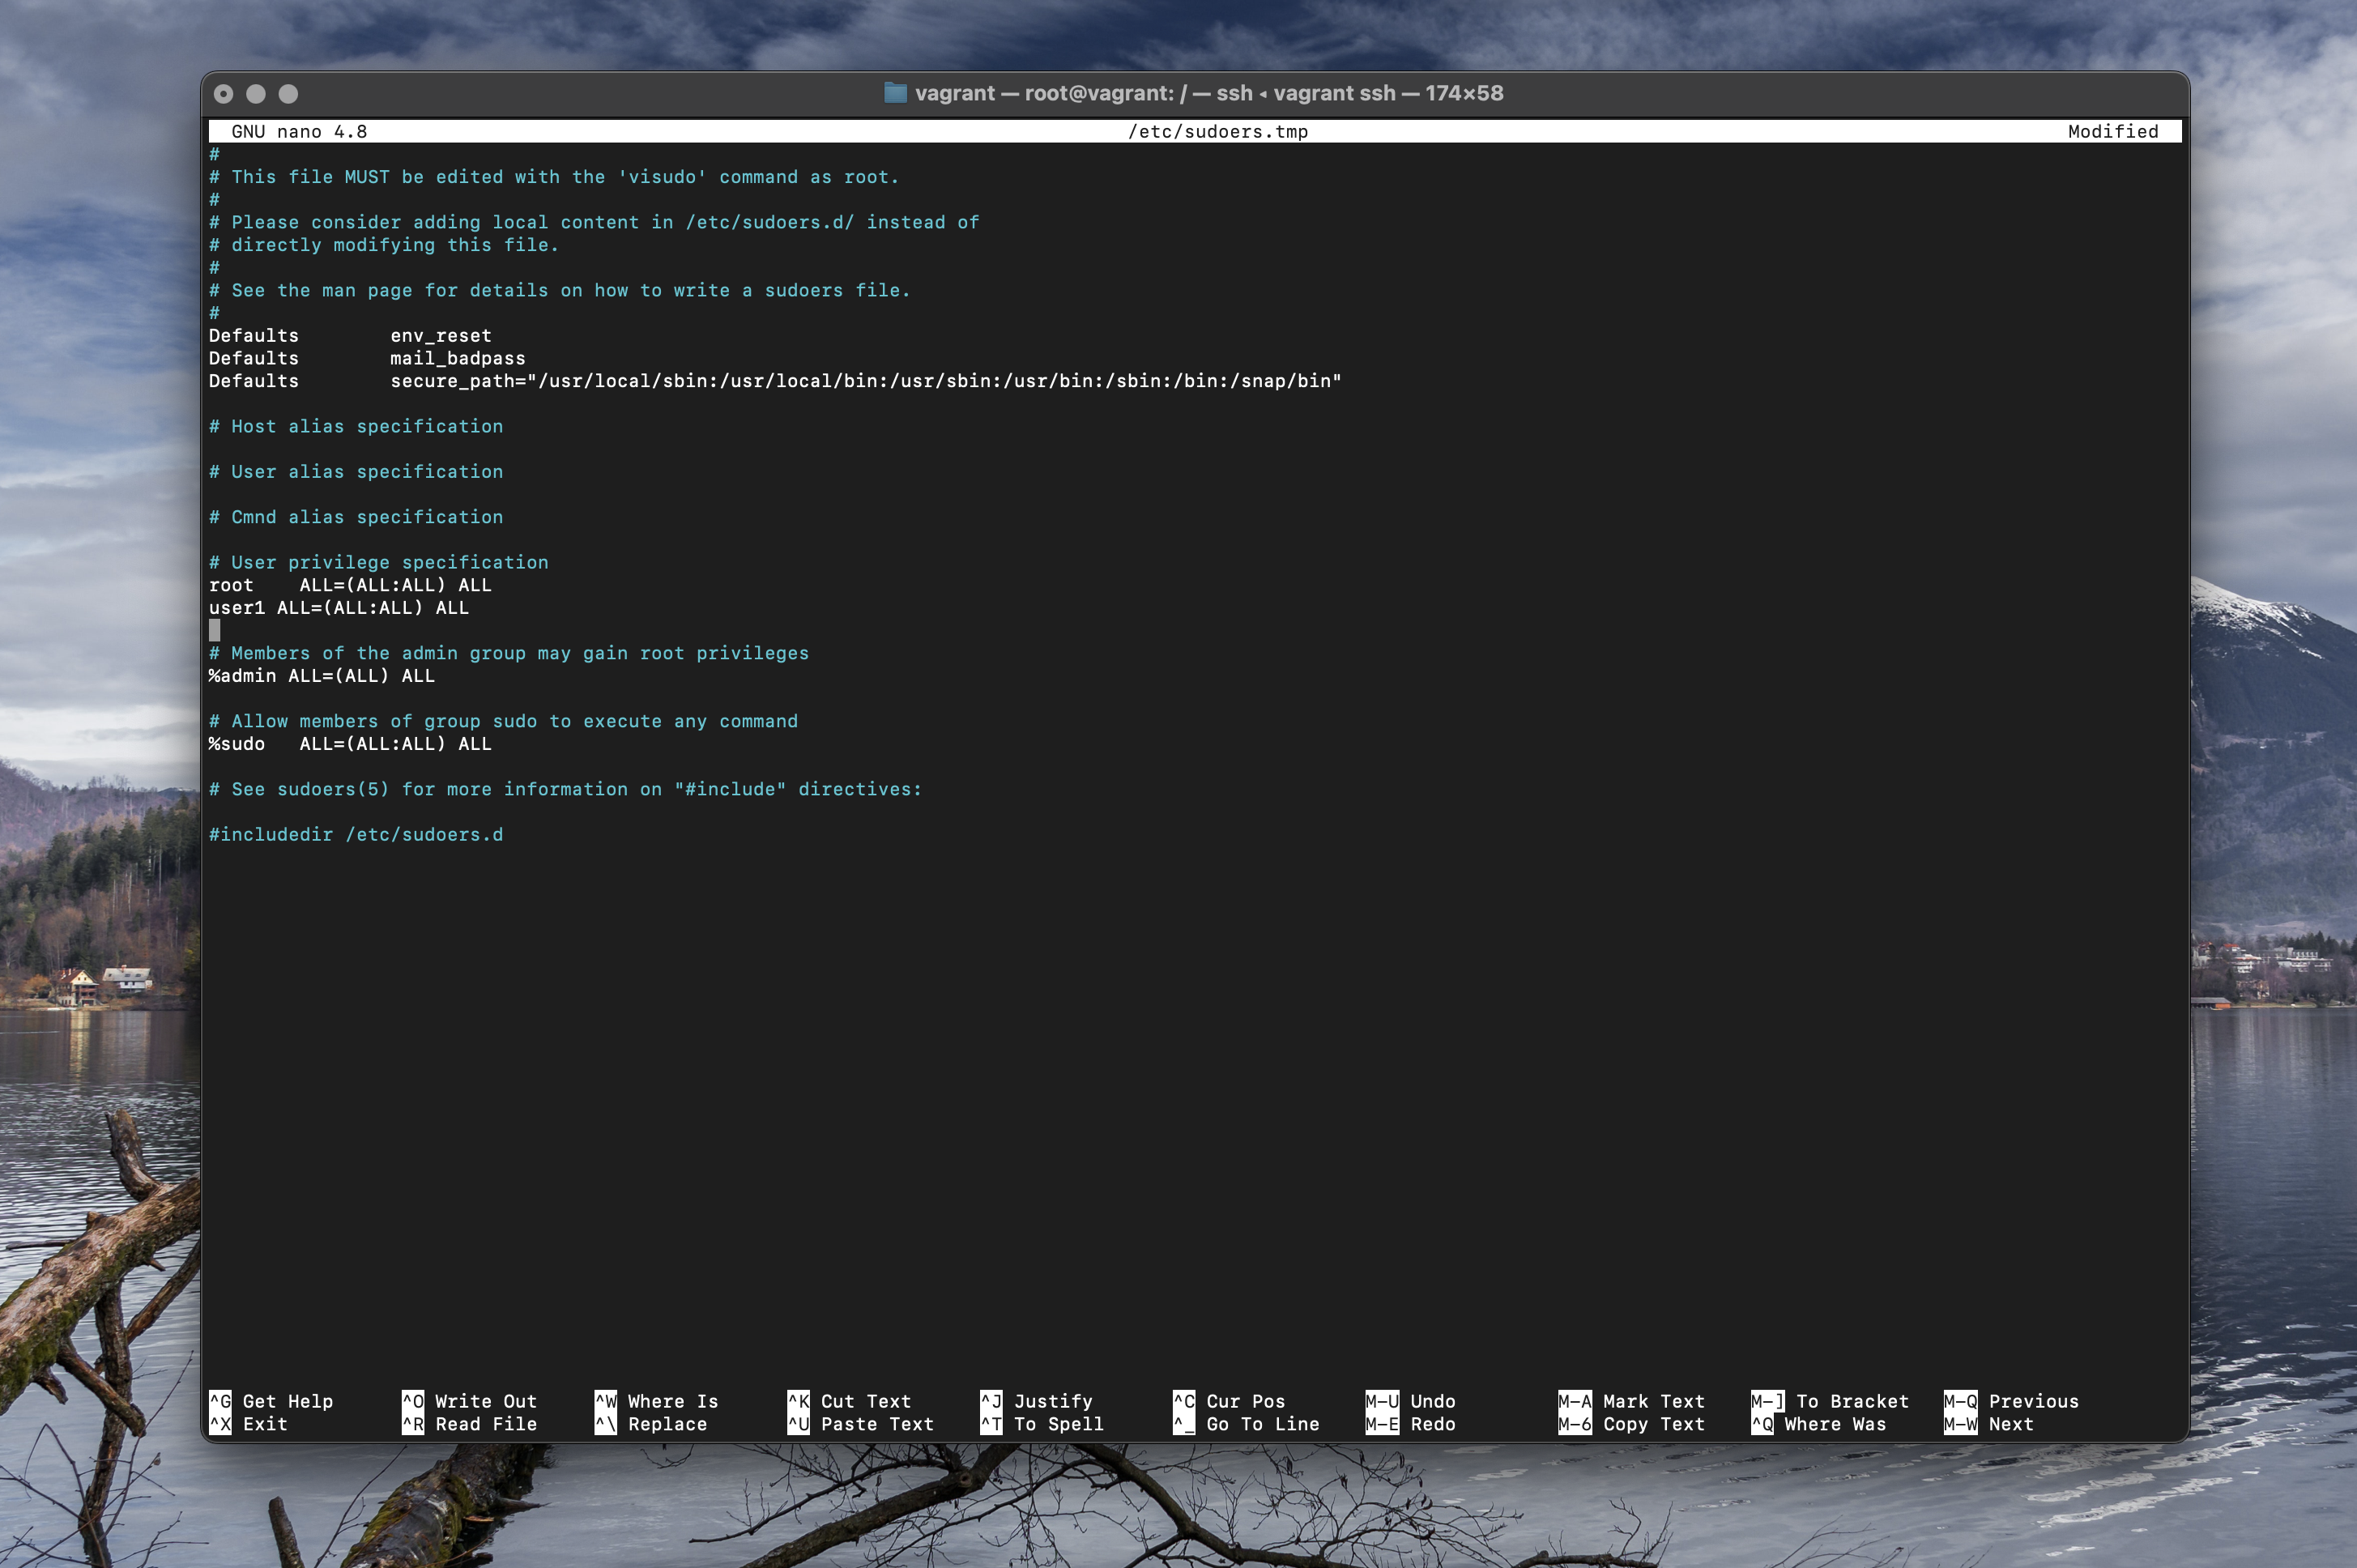 vagrant — root@vagrant: / — ssh ◂ vagrant ssh — 174×58
GNU nano 4.8 /etc/sudoers.tmp Modified
#
# This file MUST be edited with the 'visudo' command as root.
#
# Please consider adding local content in /etc/sudoers.d/ instead of
# directly modifying this file.
#
# See the man page for details on how to write a sudoers file.
#
Defaults        env_reset
Defaults        mail_badpass
Defaults        secure_path="/usr/local/sbin:/usr/local/bin:/usr/sbin:/usr/bin:/sbin:/bin:/snap/bin"
# Host alias specification
# User alias specification
# Cmnd alias specification
# User privilege specification
root    ALL=(ALL:ALL) ALL
user1 ALL=(ALL:ALL) ALL
# Members of the admin group may gain root privileges
%admin ALL=(ALL) ALL
# Allow members of group sudo to execute any command
%sudo   ALL=(ALL:ALL) ALL
# See sudoers(5) for more information on "#include" directives:
#includedir /etc/sudoers.d
^G Get Help ^O Write Out ^W Where Is ^K Cut Text ^J Justify ^C Cur Pos M-U Undo M-A Mark Text M-] To Bracket M-Q Previous
^X Exit ^R Read File ^\ Replace ^U Paste Text ^T To Spell ^_ Go To Line M-E Redo M-6 Copy Text ^Q Where Was M-W Next